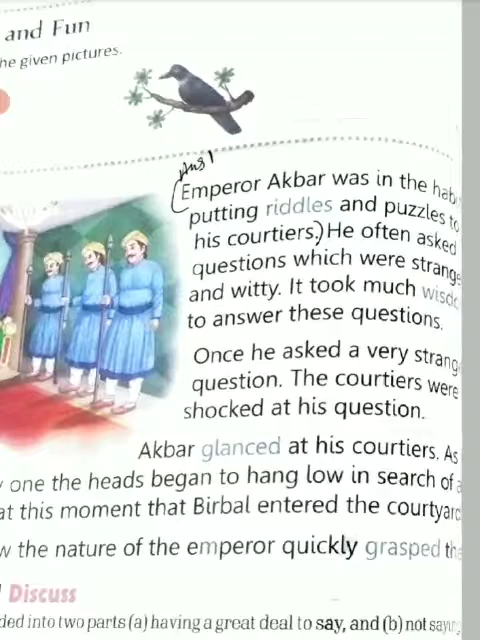 and Fun
he given pictures.
Ans 1
(Emperor Akbar was in the hab
putting riddles and puzzles to
his courtiers.) He often asked
questions which were strange
and witty. It took much wisdo
to answer these questions.
Once he asked a very strang
question. The courtiers were
shocked at his question.
Akbar glanced at his courtiers. As
one the heads began to hang low in search of a
at this moment that Birbal entered the courtyard
w the nature of the emperor quickly grasped the
Discuss
ded into two parts (a) having a great deal to say, and (b) not saying